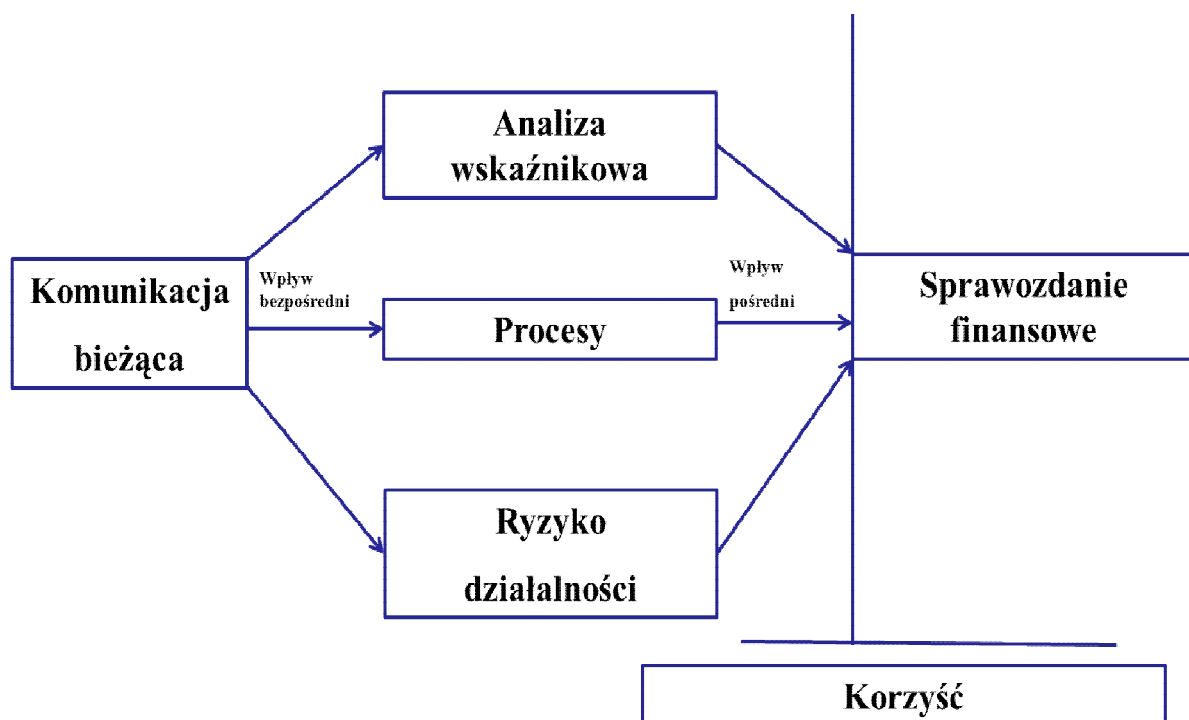 Analiza
wskaźnikowa
Komunikacja
bieżąca
Wpływ
bezpośredni
Procesy
Wpływ
pośredni
Sprawozdanie
finansowe
Ryzyko
działalności
Korzyść